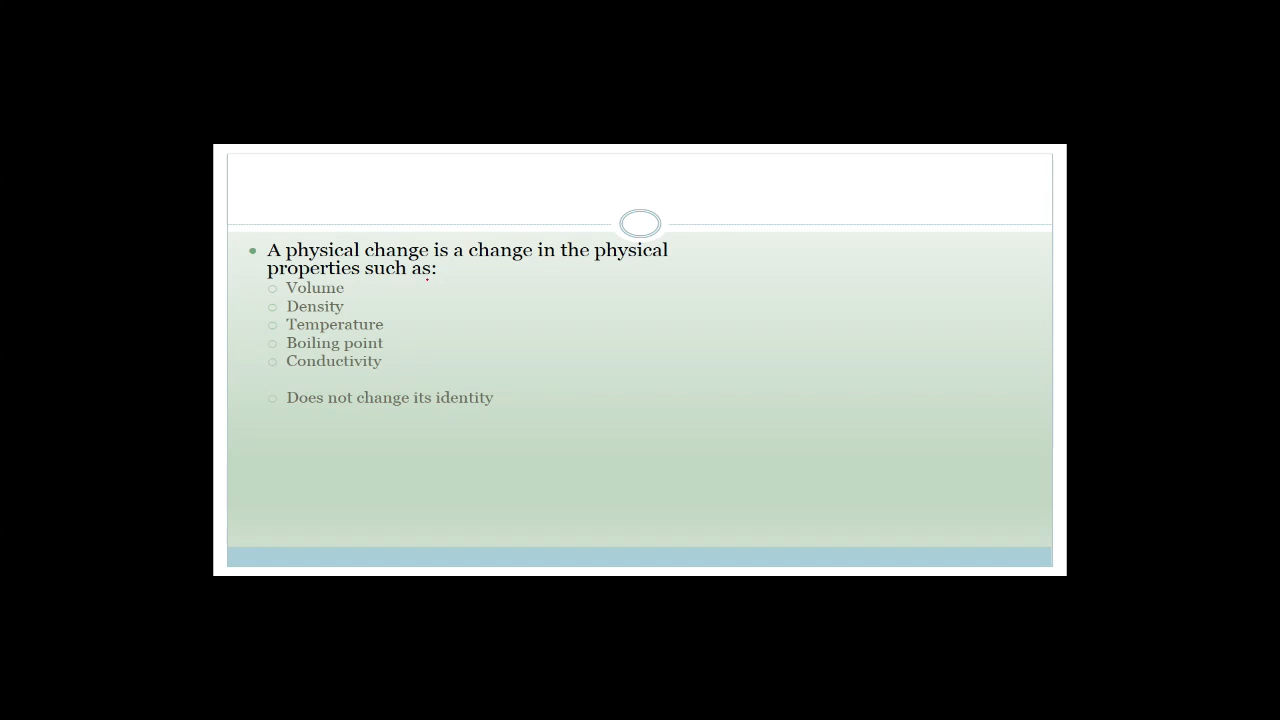 A physical change is a change in the physical
properties such as:
Volume
Density
Temperature
Boiling point
Conductivity
Does not change its identity